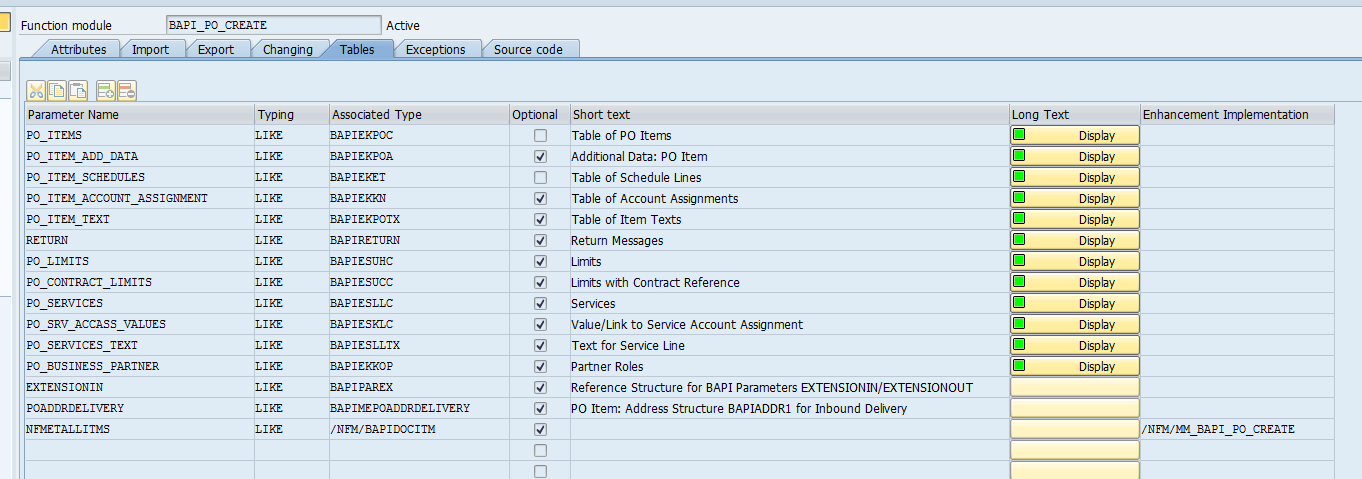 Function module BAPI_PO_CREATE Active
Attributes Import Export Changing Tables Exceptions Source code
Parameter Name Typing Associated Type Optional Short text Long Text Enhancement Implementation
PO_ITEMS LIKE BAPIEKPOC Table of PO Items Display
PO_ITEM_ADD_DATA LIKE BAPIEKPOA Additional Data: PO Item Display
PO_ITEM_SCHEDULES LIKE BAPIEKET Table of Schedule Lines Display
PO_ITEM_ACCOUNT_ASSIGNMENT LIKE BAPIEKKN Table of Account Assignments Display
PO_ITEM_TEXT LIKE BAPIEKPOTX Table of Item Texts Display
RETURN LIKE BAPIRETURN Return Messages Display
PO_LIMITS LIKE BAPIESUHC Limits Display
PO_CONTRACT_LIMITS LIKE BAPIESUCC Limits with Contract Reference Display
PO_SERVICES LIKE BAPIESLLC Services Display
PO_SRV_ACCASS_VALUES LIKE BAPIESKLC Value/Link to Service Account Assignment Display
PO_SERVICES_TEXT LIKE BAPIESLLTX Text for Service Line Display
PO_BUSINESS_PARTNER LIKE BAPIEKKOP Partner Roles Display
EXTENSIONIN LIKE BAPIPAREX Reference Structure for BAPI Parameters EXTENSIONIN/EXTENSIONOUT
POADDRDELIVERY LIKE BAPIMEPOADDRDELIVERY PO Item: Address Structure BAPIADDR1 for Inbound Delivery
NFMETALLITMS LIKE /NFM/BAPIDOCITM /NFM/MM_BAPI_PO_CREATE